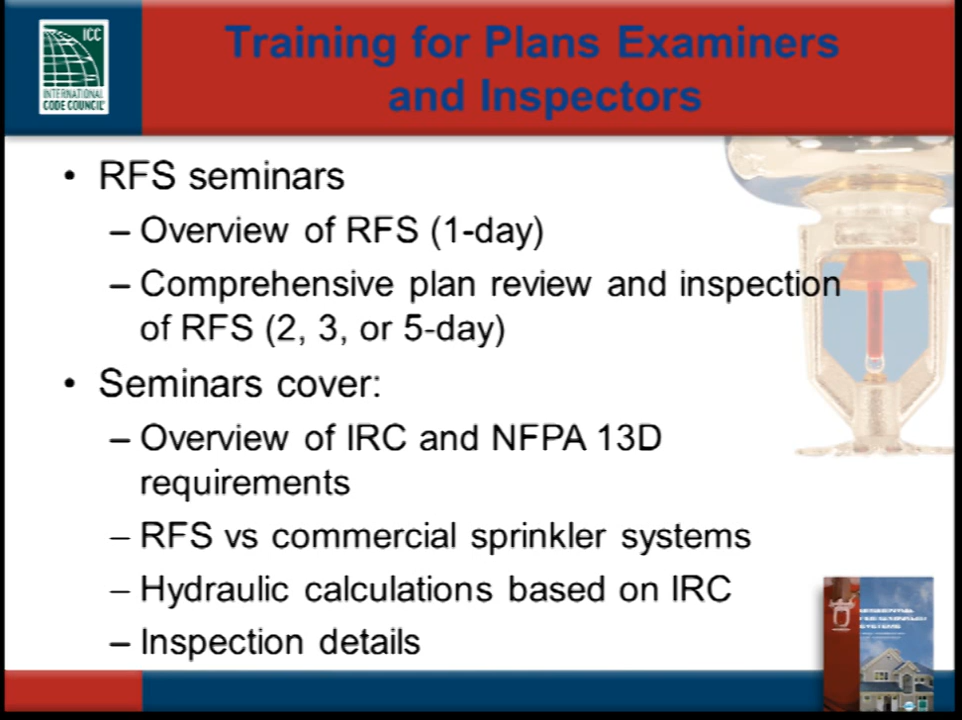 ICC
INTERNATIONAL
CODE COUNCIL
Training for Plans Examiners
and Inspectors
• RFS seminars
– Overview of RFS (1-day)
– Comprehensive plan review and inspection
of RFS (2, 3, or 5-day)
• Seminars cover:
– Overview of IRC and NFPA 13D
requirements
– RFS vs commercial sprinkler systems
– Hydraulic calculations based on IRC
– Inspection details